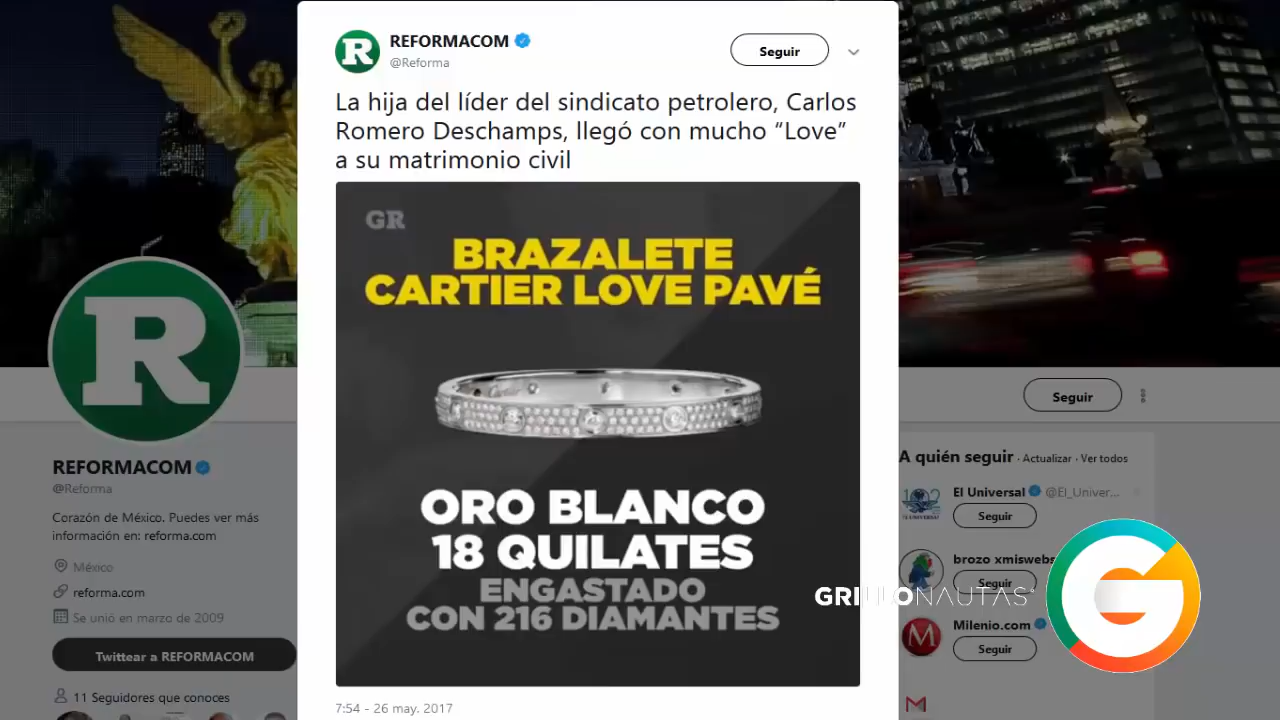 REFORMACOM
@Reforma
Seguir
La hija del líder del sindicato petrolero, Carlos
Romero Deschamps, llegó con mucho “Love”
a su matrimonio civil
GR
BRAZALETE
CARTIER LOVE PAVÉ
ORO BLANCO
18 QUILATES
ENGASTADO
CON 216 DIAMANTES
7:54 - 26 may. 2017
R
REFORMACOM
@Reforma
Corazón de México. Puedes ver más
información en: reforma.com
México
reforma.com
Se unió en marzo de 2009
Twittear a REFORMACOM
11 Seguidores que conoces
Seguir
A quién seguir · Actualizar · Ver todos
El Universal @El_Univer...
Seguir
brozo xmiswebs
Seguir
Milenio.com
Seguir
GRILLONAUTAS